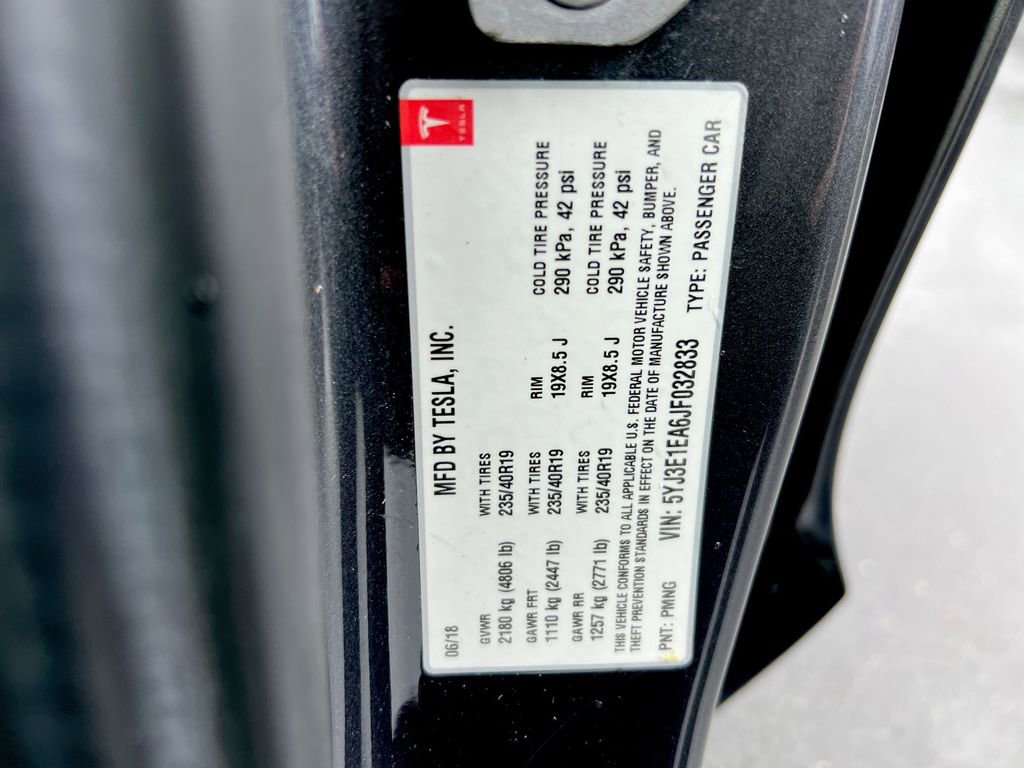 TESLA
MFD BY TESLA, INC.
06/18
GVWR WITH TIRES
2180 kg (4806 lb) 235/40R19
GAWR FRT WITH TIRES RIM COLD TIRE PRESSURE
1110 kg (2447 lb) 235/40R19 19X8.5 J 290 kPa, 42 psi
GAWR RR WITH TIRES RIM COLD TIRE PRESSURE
1257 kg (2771 lb) 235/40R19 19X8.5 J 290 kPa, 42 psi
THIS VEHICLE CONFORMS TO ALL APPLICABLE U.S. FEDERAL MOTOR VEHICLE SAFETY, BUMPER, AND
THEFT PREVENTION STANDARDS IN EFFECT ON THE DATE OF MANUFACTURE SHOWN ABOVE.
PNT: PMNG VIN: 5YJ3E1EA6JF032833 TYPE: PASSENGER CAR